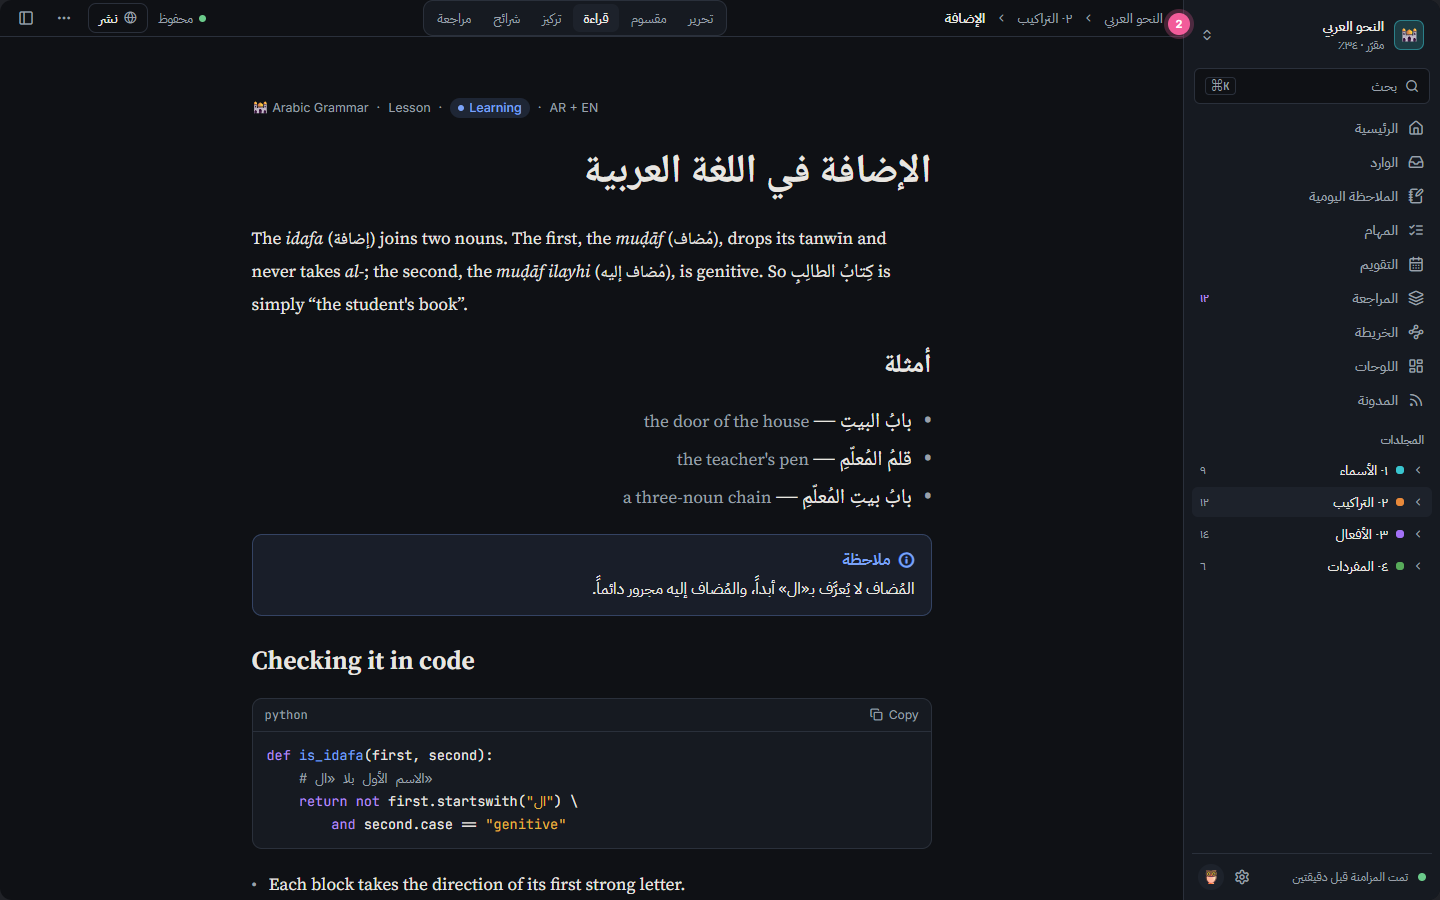 النحو العربي
مقرّر · ٣٤٪
بحث
⌘K
الرئيسية
الوارد
الملاحظة اليومية
المهام
التقويم
المراجعة ١٢
الخريطة
اللوحات
المدونة
المجلدات
١- الأسماء ٩
٢- التراكيب ١٢
٣- الأفعال ١٤
٤- المفردات ٦
تمت المزامنة قبل دقيقتين
2
النحو العربي › ٢- التراكيب › الإضافة
تحرير مقسوم قراءة تركيز شرائح مراجعة
محفوظ
نشر
Arabic Grammar · Lesson · Learning · AR + EN
الإضافة في اللغة العربية
The idafa (إضافة) joins two nouns. The first, the muḍāf (مُضاف), drops its tanwīn and
never takes al-; the second, the muḍāf ilayhi (مُضاف إليه), is genitive. So كِتابُ الطالِبِ is
simply “the student's book”.
أمثلة
• بابُ البيتِ — the door of the house
• قلمُ المُعلّمِ — the teacher's pen
• بابُ بيتِ المُعلّمِ — a three-noun chain
ملاحظة
المُضاف لا يُعرَّف بـ«ال» أبداً، والمُضاف إليه مجرور دائماً.
Checking it in code
python
Copy
def is_idafa(first, second):
# الاسم الأول بلا «ال»
return not first.startswith("ال") \
and second.case == "genitive"
• Each block takes the direction of its first strong letter.